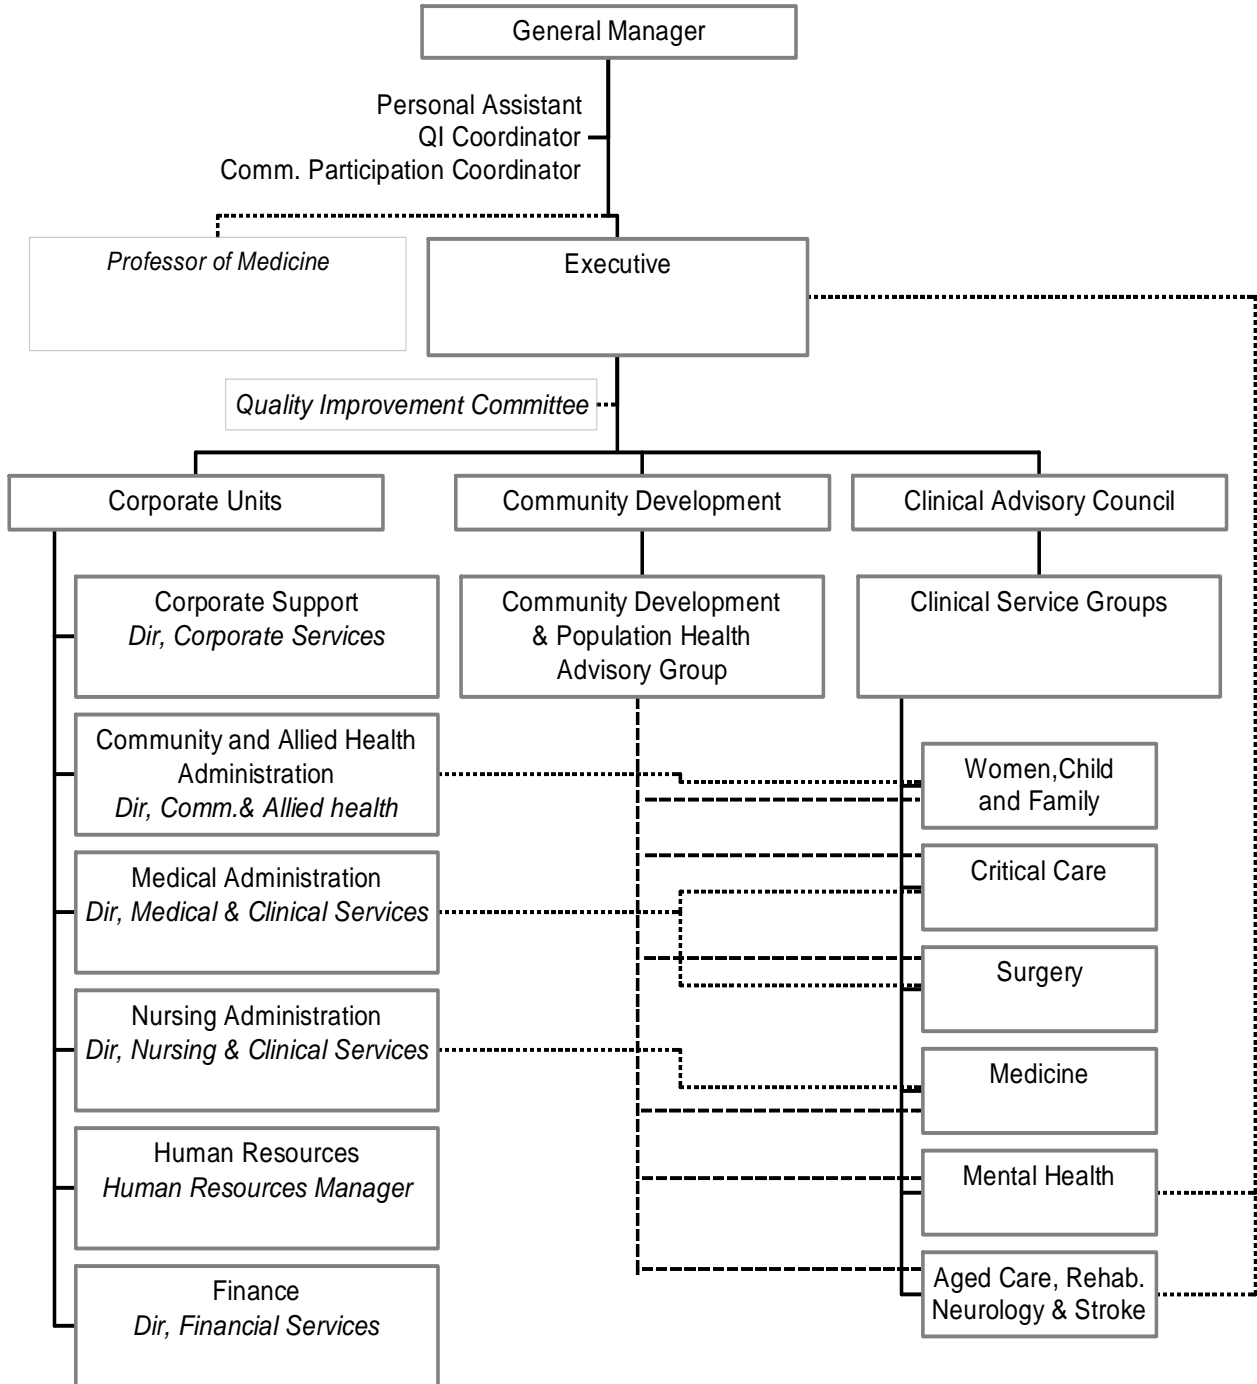 General Manager
Personal Assistant
QI Coordinator
Comm. Participation Coordinator
Professor of Medicine
Executive
Quality Improvement Committee
Corporate Units
Community Development
Clinical Advisory Council
Corporate Support
Dir, Corporate Services
Community Development
& Population Health
Advisory Group
Clinical Service Groups
Community and Allied Health
Administration
Dir, Comm.& Allied health
Women,Child
and Family
Medical Administration
Dir, Medical & Clinical Services
Critical Care
Surgery
Nursing Administration
Dir, Nursing & Clinical Services
Medicine
Human Resources
Human Resources Manager
Mental Health
Finance
Dir, Financial Services
Aged Care, Rehab.
Neurology & Stroke